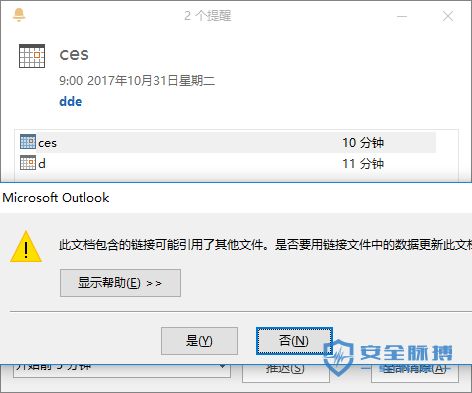 2 个提醒
ces
9:00 2017年10月31日星期二
dde
ces 10 分钟
d 11 分钟
Microsoft Outlook
此文档包含的链接可能引用了其他文件。是否要用链接文件中的数据更新此文档
显示帮助(E) >>
是(Y)
否(N)
安全脉搏
开始前 5 分钟
推迟(S)
全部清除(A)